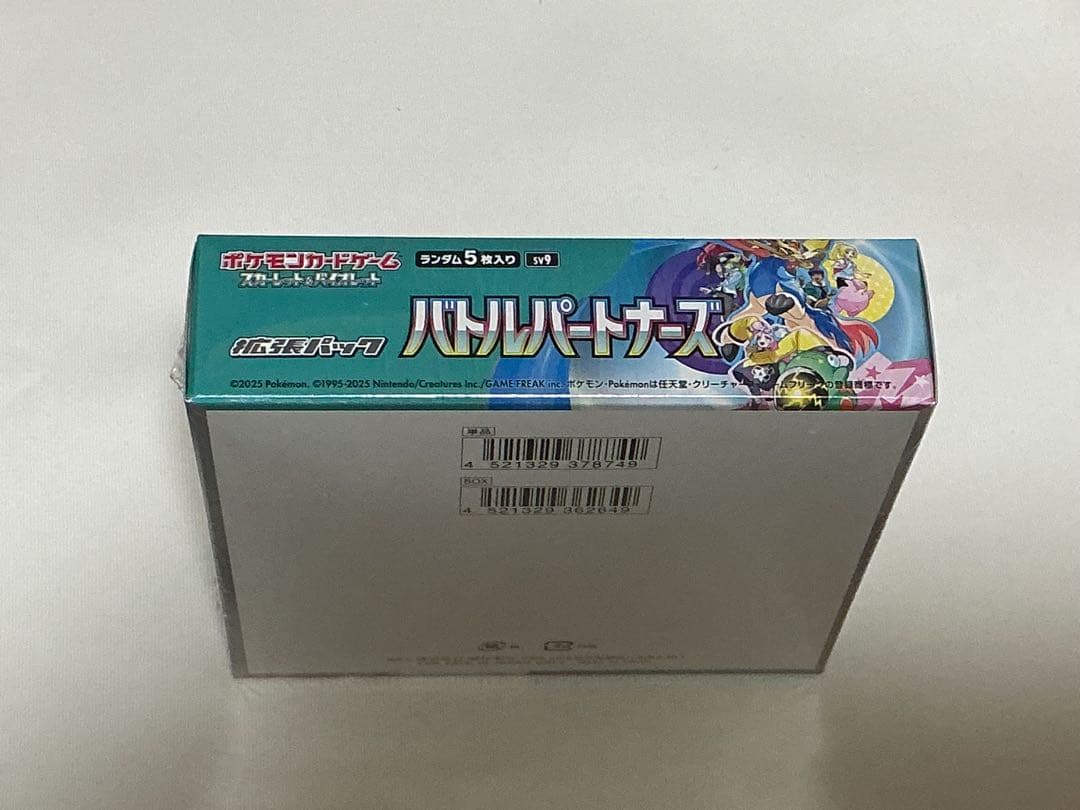 ポケモンカードゲーム
スカーレット&バイオレット
ランダム5枚入り
sv9
拡張パック
バトルパートナーズ
©2025 Pokémon. ©1995-2025 Nintendo/Creatures Inc./GAME FREAK inc. ポケモン・Pokémonは任天堂・クリーチャーズ・ゲームフリークの登録商標です。
単品
4 521329 378749
BOX
4 521329 362649